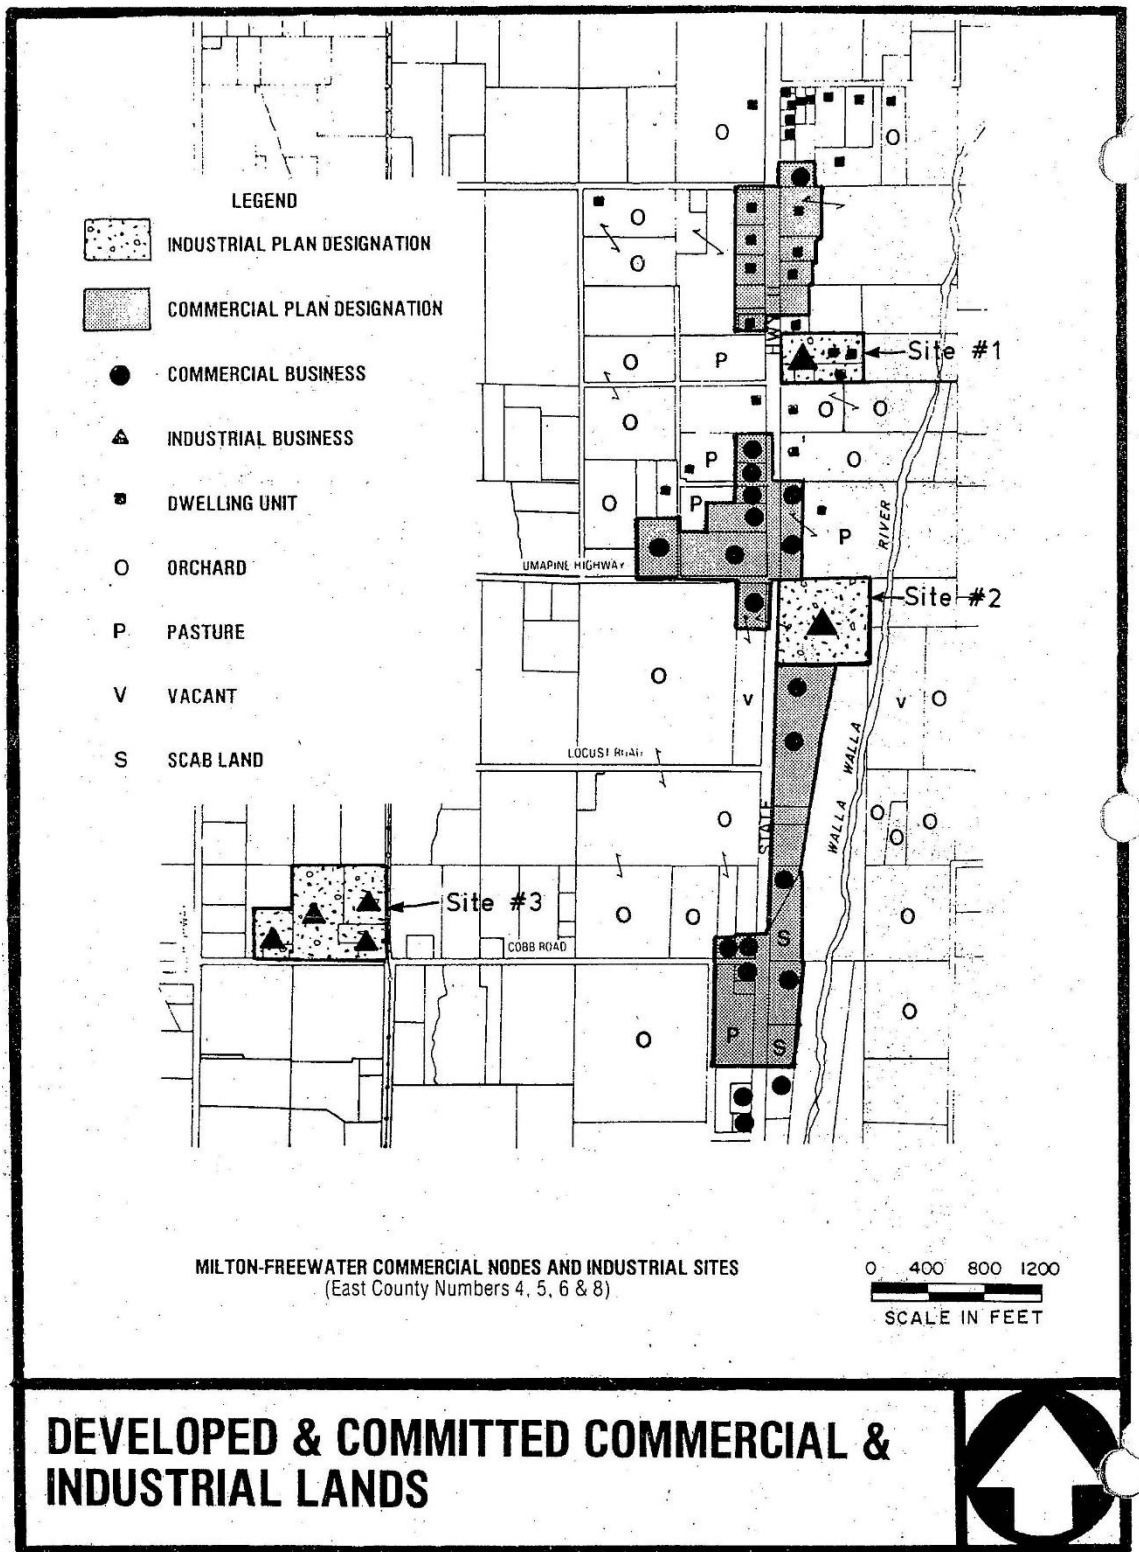 LEGEND
INDUSTRIAL PLAN DESIGNATION
COMMERCIAL PLAN DESIGNATION
COMMERCIAL BUSINESS
INDUSTRIAL BUSINESS
DWELLING UNIT
O ORCHARD
P PASTURE
V VACANT
S SCAB LAND
O
O
O
O
HWY
Site #1
O
P
O
O
O
P
O
O
P
P
RIVER
UMAPINE HIGHWAY
Site #2
O
V
V
O
LOCUST ROAD
WALLA WALLA
STATE
O
O
O
O
Site #3
O
O
S
O
COBB ROAD
O
P
S
O
MILTON-FREEWATER COMMERCIAL NODES AND INDUSTRIAL SITES
(East County Numbers 4, 5, 6 & 8)
0 400 800 1200
SCALE IN FEET
DEVELOPED & COMMITTED COMMERCIAL &
INDUSTRIAL LANDS